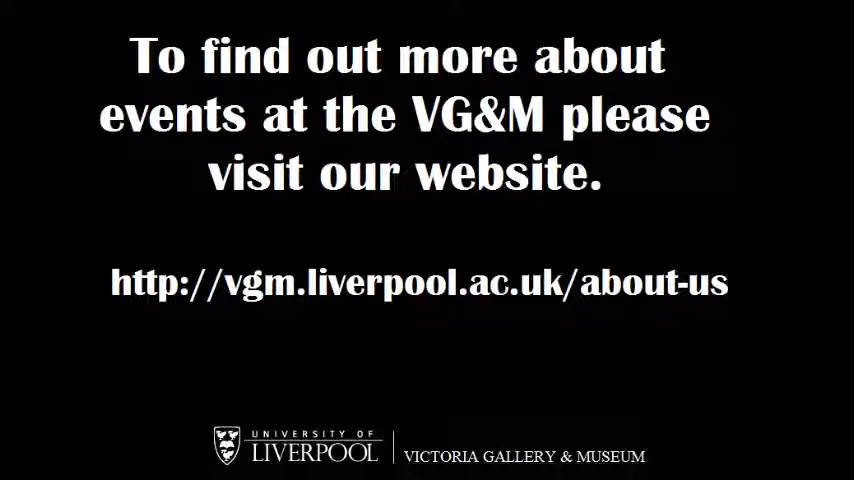 To find out more about
events at the VG&M please
visit our website.
http://vgm.liverpool.ac.uk/about-us
UNIVERSITY OF
LIVERPOOL
VICTORIA GALLERY & MUSEUM